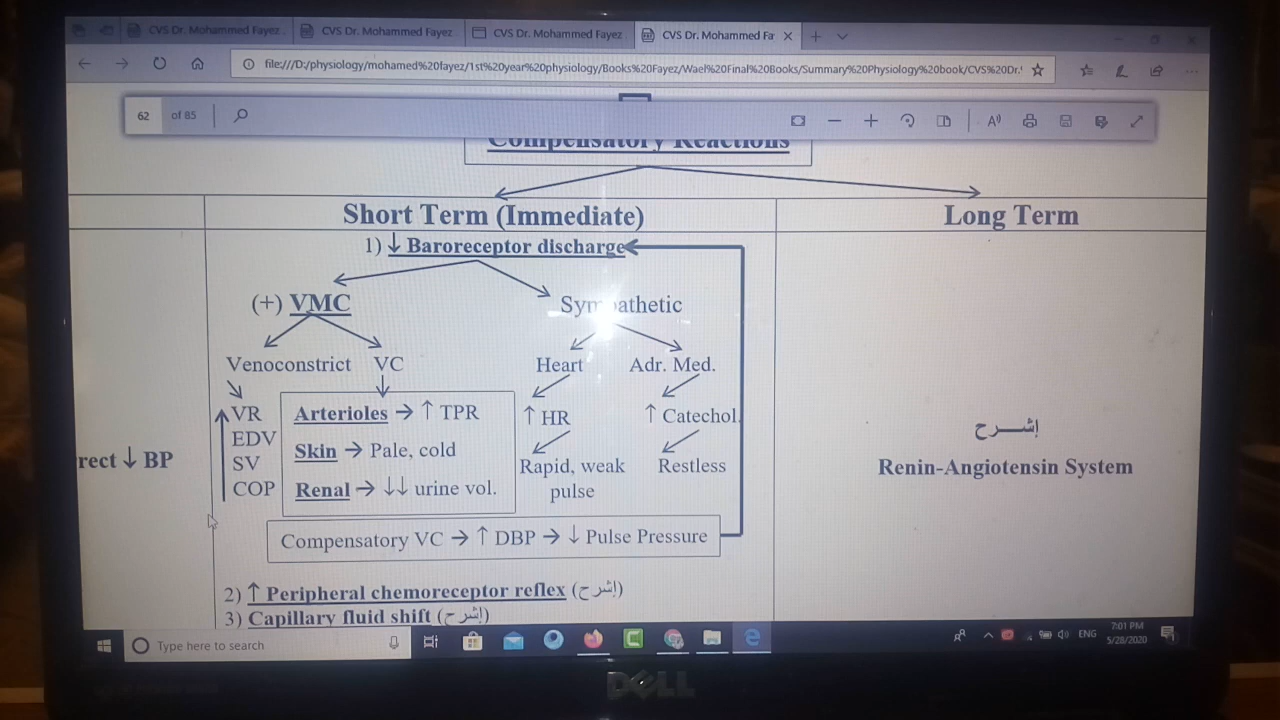 CVS Dr. Mohammed Fayez
CVS Dr. Mohammed Fayez
CVS Dr. Mohammed Fayez
CVS Dr. Mohammed Fa
file:///D:/physiology/mohamed%20fayez/1st%20year%20physiology/Books%20Fayez/Wael%20Final%20Books/Summary%20Physiology%20book/CVS%20Dr.
62 of 85
Compensatory Reactions
Short Term (Immediate)
Long Term
1) ↓ Baroreceptor discharge
(+) VMC
Sympathetic
Venoconstrict VC
Heart Adr. Med.
VR
EDV
SV
COP
Arterioles → ↑ TPR
Skin → Pale, cold
Renal → ↓↓ urine vol.
↑ HR
↑ Catechol.
Rapid, weak
pulse
Restless
rect ↓ BP
إشـــرح
Renin-Angiotensin System
Compensatory VC → ↑ DBP → ↓ Pulse Pressure
2) ↑ Peripheral chemoreceptor reflex (إشرح)
3) Capillary fluid shift (إشرح)
Type here to search
ENG
7:01 PM
5/28/2020
DELL